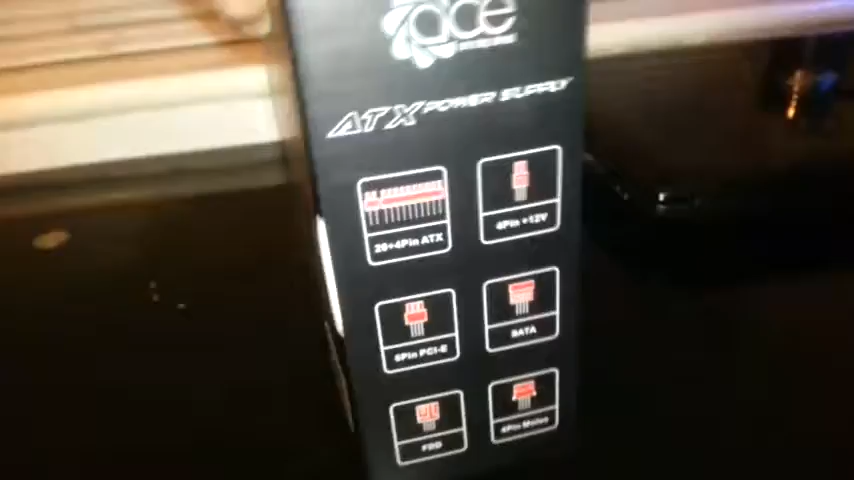 ace
ATX POWER SUPPLY
20+4Pin ATX
4Pin +12V
6Pin PCI-E
SATA
FDD
4Pin Molex